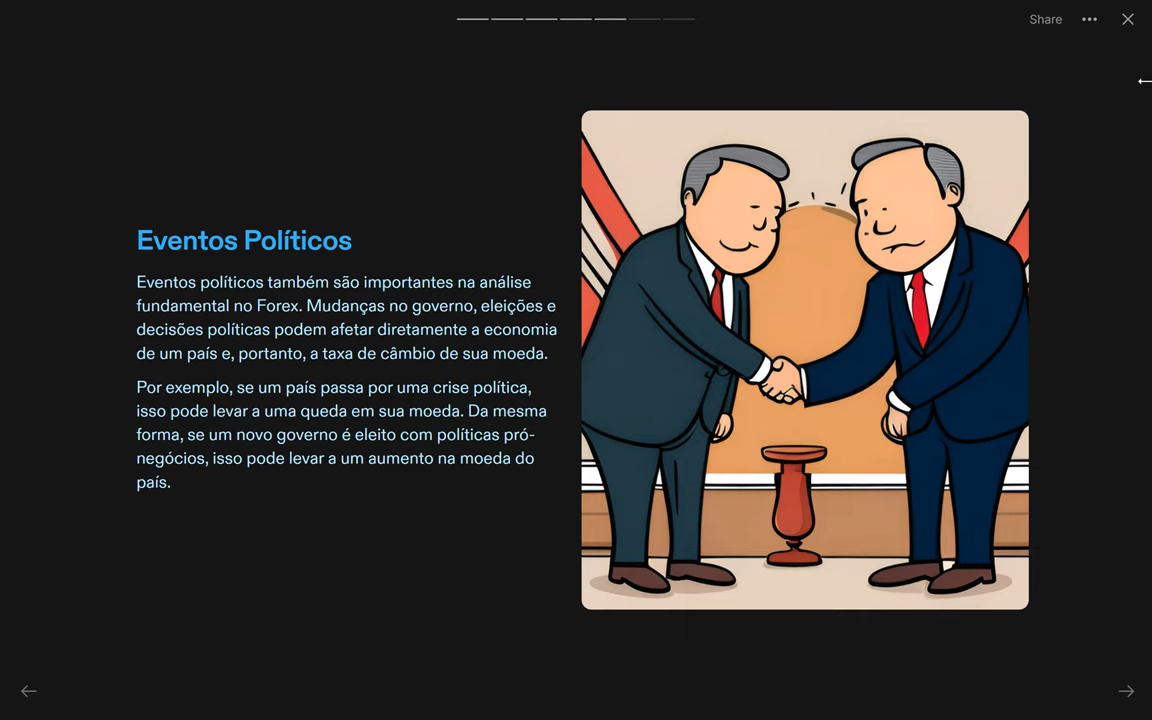 Share
Eventos Políticos
Eventos políticos também são importantes na análise
fundamental no Forex. Mudanças no governo, eleições e
decisões políticas podem afetar diretamente a economia
de um país e, portanto, a taxa de câmbio de sua moeda.
Por exemplo, se um país passa por uma crise política,
isso pode levar a uma queda em sua moeda. Da mesma
forma, se um novo governo é eleito com políticas pró-
negócios, isso pode levar a um aumento na moeda do
país.